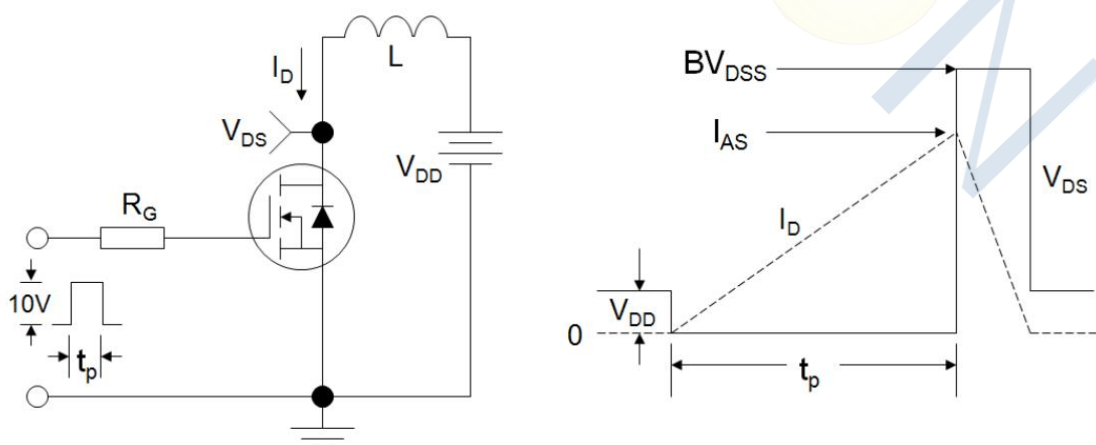 I_D
L
V_DS
V_DD
R_G
10V
t_p
BV_DSS
I_AS
V_DS
I_D
V_DD
0
t_p